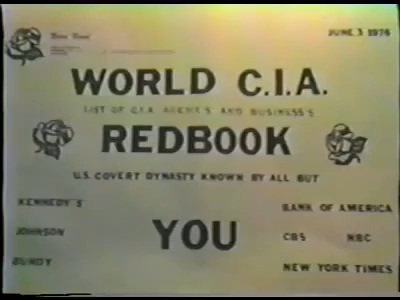 JUNE 3 1976
WORLD C.I.A.
LIST OF C.I.A AGENT'S AND BUSINESS'S
REDBOOK
U.S. COVERT DYNASTY KNOWN BY ALL BUT
KENNEDY'S
BANK OF AMERICA
JOHNSON
YOU
CBS NBC
BUNDY
NEW YORK TIMES